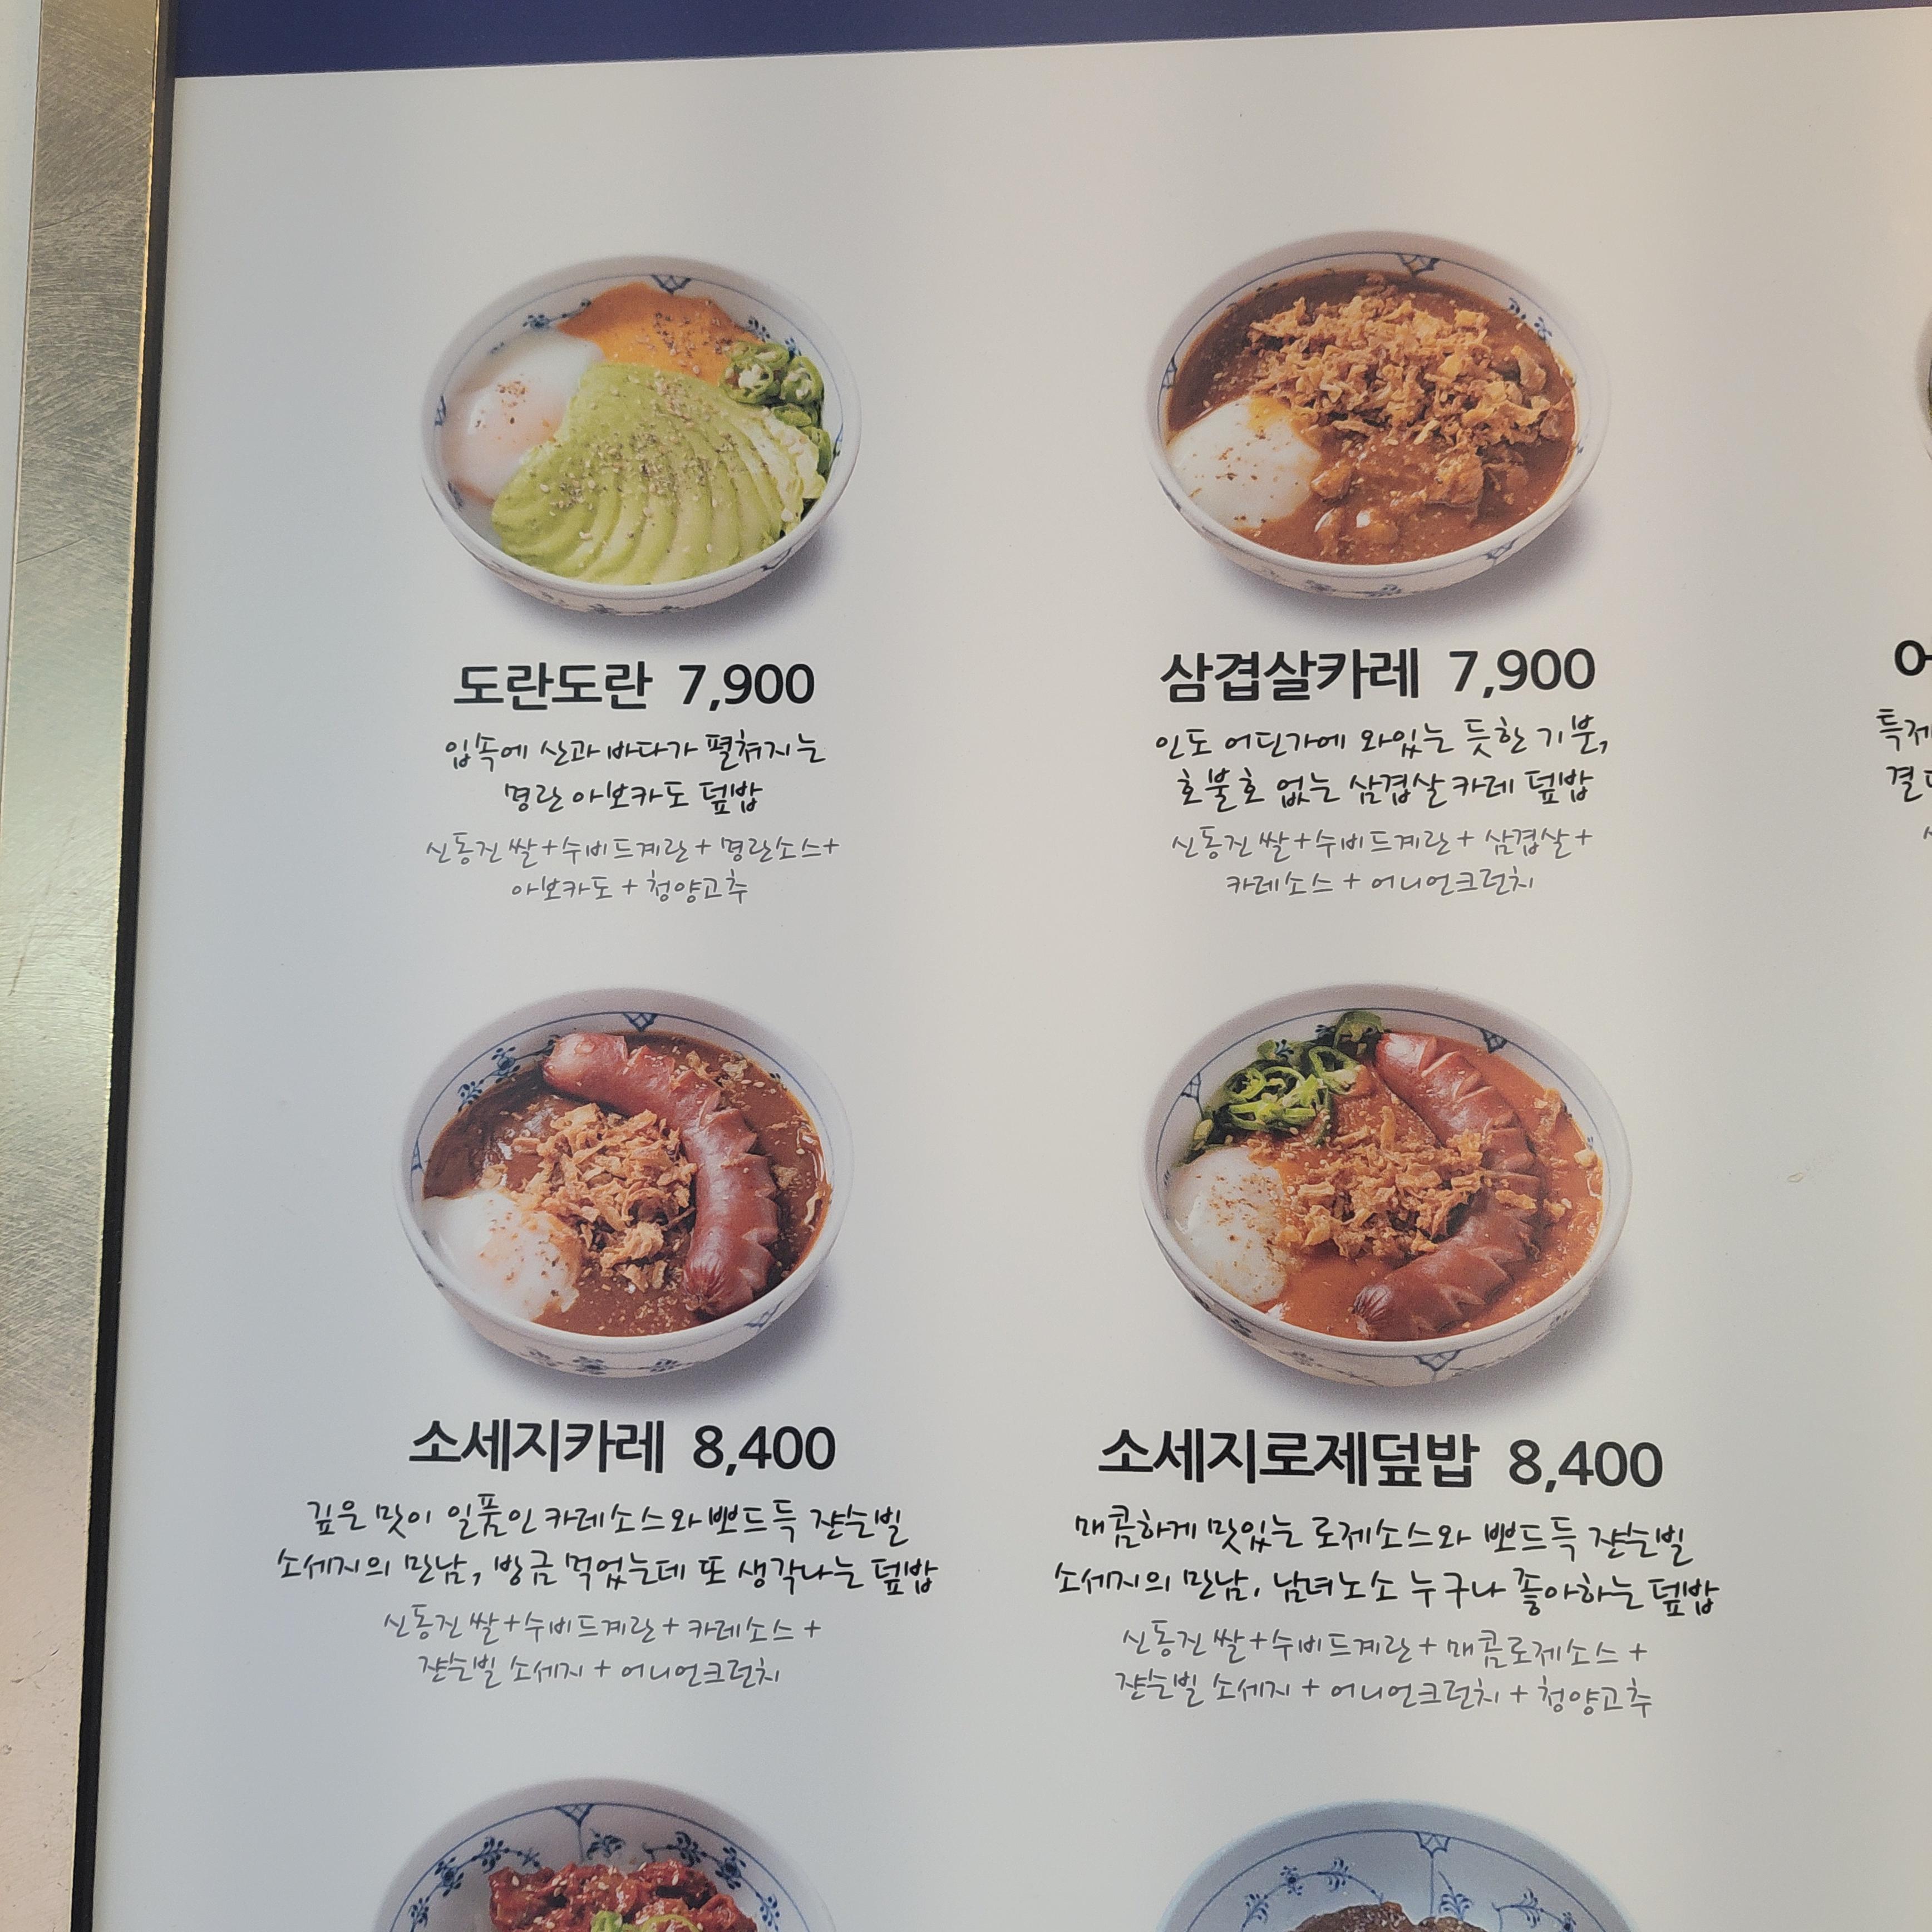 도란도란 7,900
입속에 산과 바다가 펼쳐지는
명란 아보카도 덮밥
신동진 쌀+수비드계란+명란소스+
아보카도+청양고추
삼겹살카레 7,900
인도 어딘가에 와있는 듯한 기분,
호불호 없는 삼겹살 카레 덮밥
신동진 쌀+수비드계란+삼겹살+
카레소스+어니언크런치
특제
소세지카레 8,400
깊은 맛이 일품인 카레소스와 뽀드득 쟌슨빌
소세지의 만남, 방금 먹었는데 또 생각나는 덮밥
신동진 쌀+수비드계란+카레소스+
쟌슨빌 소세지+어니언크런치
소세지로제덮밥 8,400
매콤하게 맛있는 로제소스와 뽀드득 쟌슨빌
소세지의 만남, 남녀노소 누구나 좋아하는 덮밥
신동진 쌀+수비드계란+매콤로제소스+
쟌슨빌 소세지+어니언크런치+청양고추